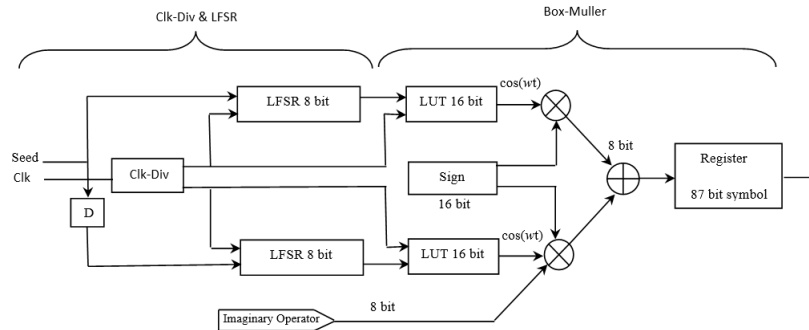 Clk-Div & LFSR
Box-Muller
cos(wt)
LFSR 8 bit
LUT 16 bit
8 bit
Seed
Clk
Clk-Div
Sign
16 bit
Register
87 bit symbol
D
cos(wt)
LFSR 8 bit
LUT 16 bit
8 bit
Imaginary Operator